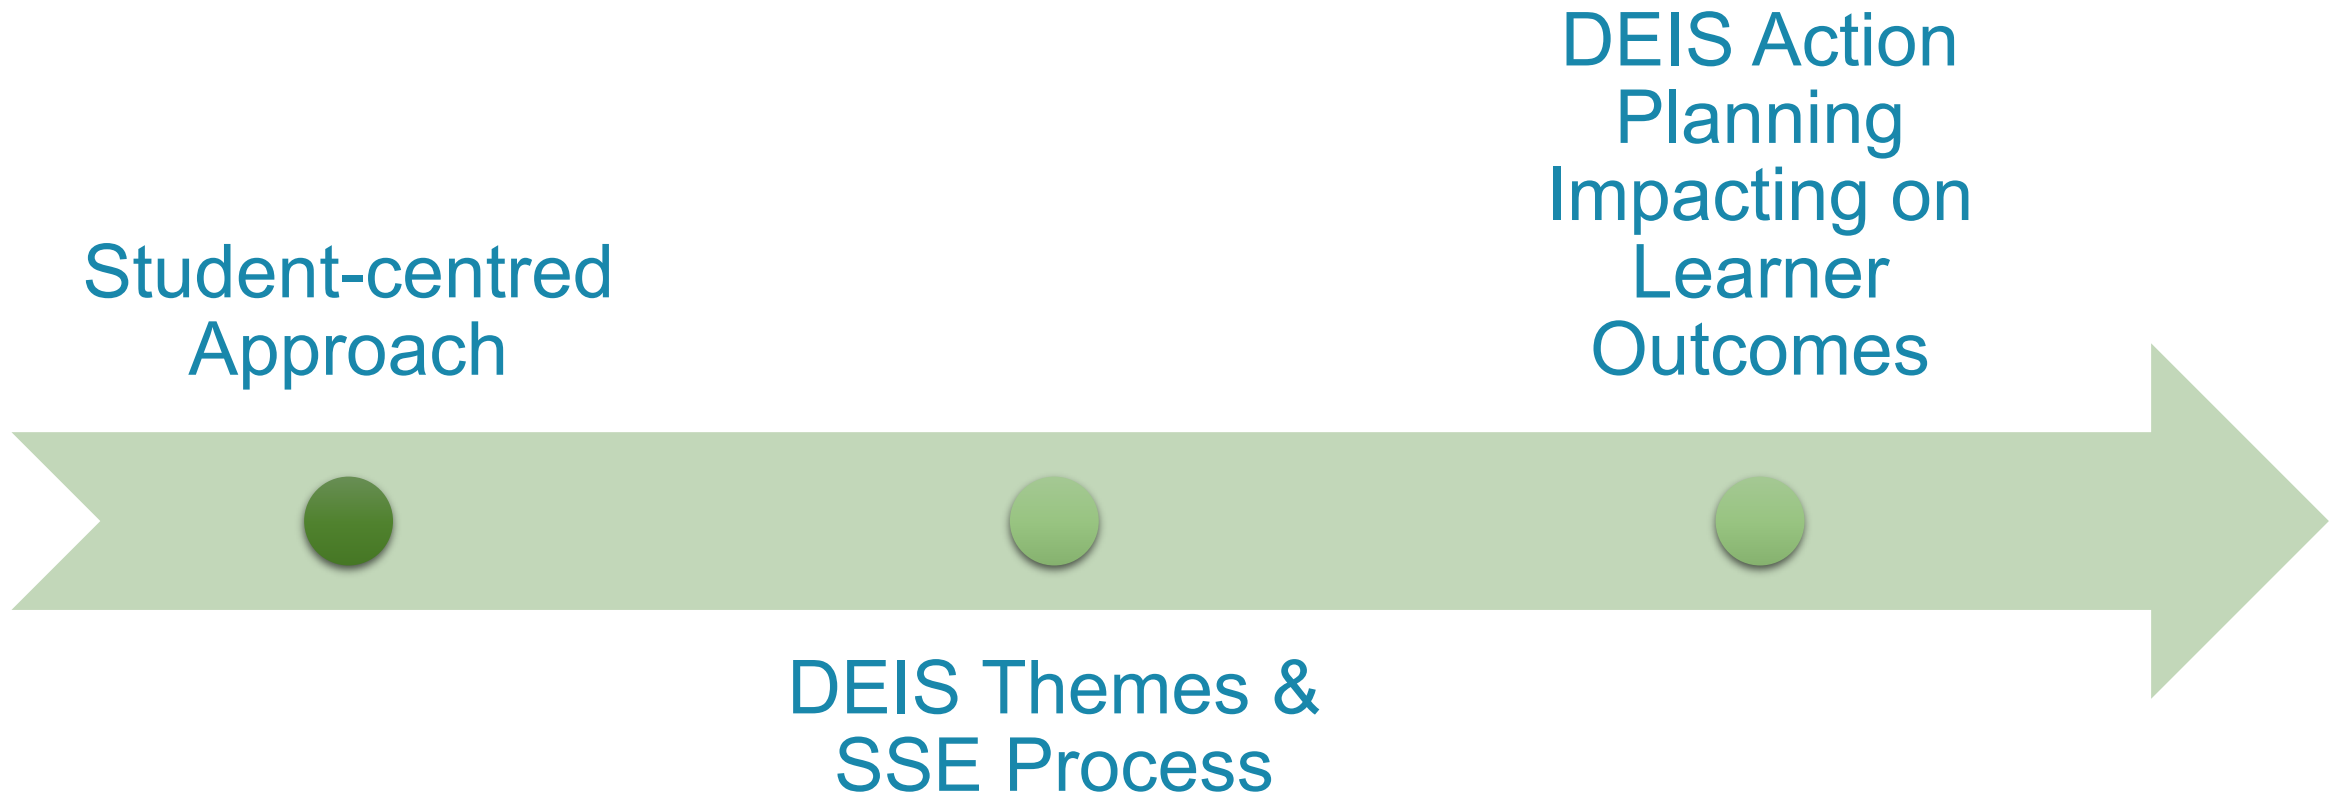 Student-centred
Approach
DEIS Themes &
SSE Process
DEIS Action
Planning
Impacting on
Learner
Outcomes